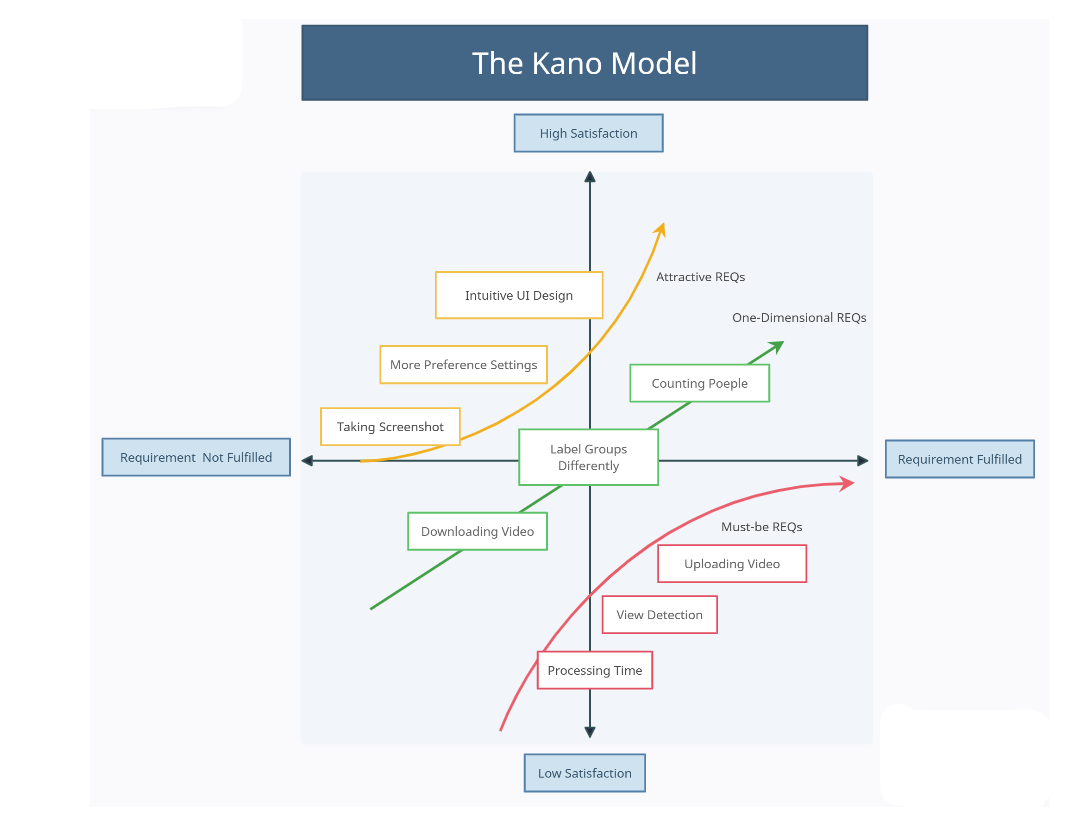 The Kano Model
High Satisfaction
Intuitive UI Design
Attractive REQs
One-Dimensional REQs
More Preference Settings
Counting Poeple
Taking Screenshot
Label Groups
Differently
Requirement  Not Fulfilled
Requirement Fulfilled
Downloading Video
Must-be REQs
Uploading Video
View Detection
Processing Time
Low Satisfaction